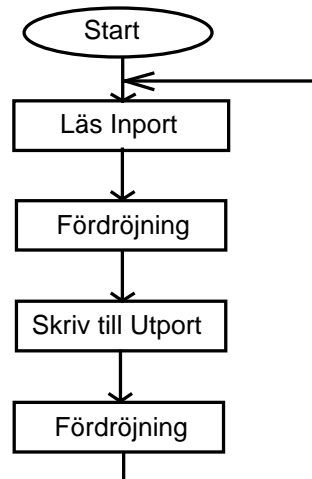 Start
Läs Inport
Fördröjning
Skriv till Utport
Fördröjning